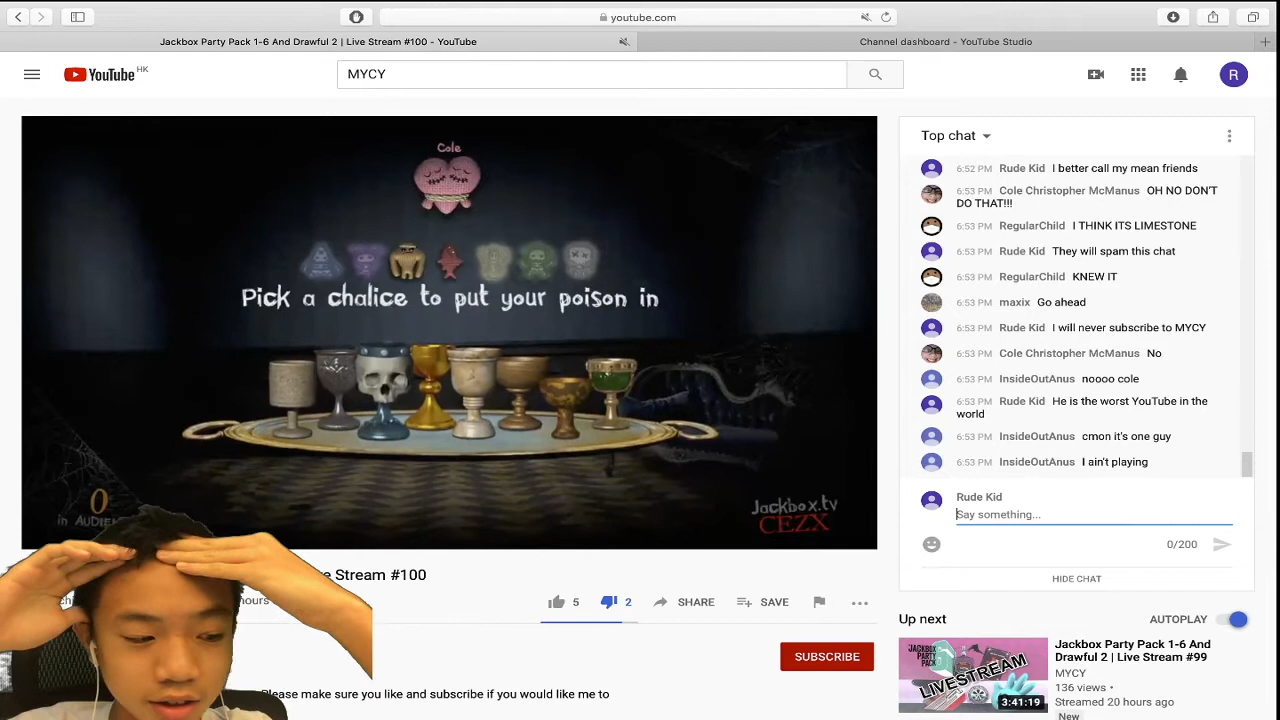 youtube.com
Jackbox Party Pack 1-6 And Drawful 2 | Live Stream #100 - YouTube
Channel dashboard - YouTube Studio
YouTube HK
MYCY
R
Cole
Pick a chalice to put your poison in
0
in AUDIEN
Jackbox.tv
CEZX
Top chat
6:52 PM Rude Kid I better call my mean friends
6:53 PM Cole Christopher McManus OH NO DON'T
DO THAT!!!
6:53 PM RegularChild I THINK ITS LIMESTONE
6:53 PM Rude Kid They will spam this chat
6:53 PM RegularChild KNEW IT
6:53 PM maxix Go ahead
6:53 PM Rude Kid I will never subscribe to MYCY
6:53 PM Cole Christopher McManus No
6:53 PM InsideOutAnus noooo cole
6:53 PM Rude Kid He is the worst YouTube in the
world
6:53 PM InsideOutAnus cmon it's one guy
6:53 PM InsideOutAnus I ain't playing
Rude Kid
Say something...
0/200
HIDE CHAT
Stream #100
hours
5 2 SHARE SAVE
SUBSCRIBE
Please make sure you like and subscribe if you would like me to
Up next AUTOPLAY
JACKBOX
PARTY
PACK
LIVESTREAM
3:41:19
Jackbox Party Pack 1-6 And
Drawful 2 | Live Stream #99
MYCY
136 views •
Streamed 20 hours ago
New